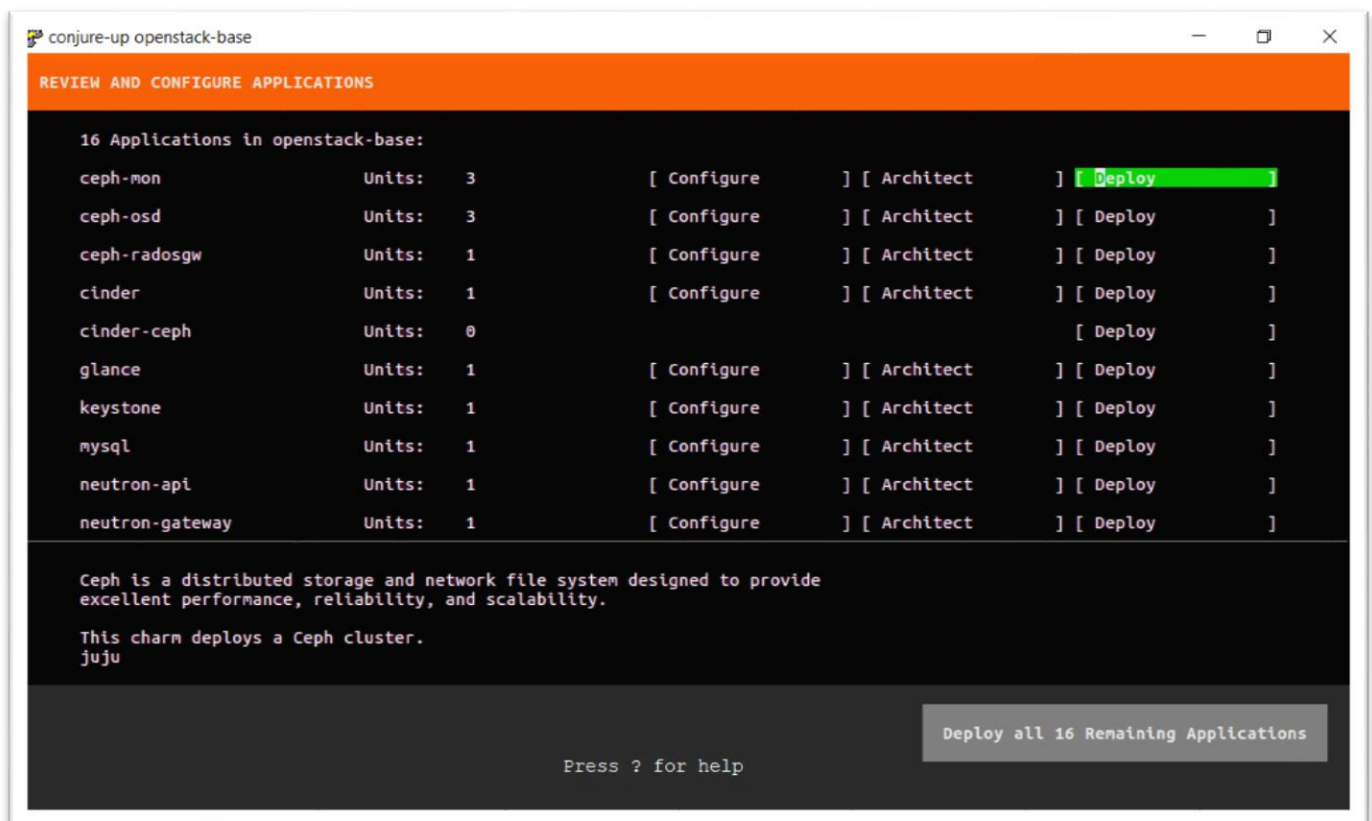 conjure-up openstack-base
REVIEW AND CONFIGURE APPLICATIONS
16 Applications in openstack-base:
ceph-mon Units: 3 [ Configure ] [ Architect ] [ Deploy ]
ceph-osd Units: 3 [ Configure ] [ Architect ] [ Deploy ]
ceph-radosgw Units: 1 [ Configure ] [ Architect ] [ Deploy ]
cinder Units: 1 [ Configure ] [ Architect ] [ Deploy ]
cinder-ceph Units: 0 [ Deploy ]
glance Units: 1 [ Configure ] [ Architect ] [ Deploy ]
keystone Units: 1 [ Configure ] [ Architect ] [ Deploy ]
mysql Units: 1 [ Configure ] [ Architect ] [ Deploy ]
neutron-api Units: 1 [ Configure ] [ Architect ] [ Deploy ]
neutron-gateway Units: 1 [ Configure ] [ Architect ] [ Deploy ]
Ceph is a distributed storage and network file system designed to provide
excellent performance, reliability, and scalability.
This charm deploys a Ceph cluster.
juju
Deploy all 16 Remaining Applications
Press ? for help